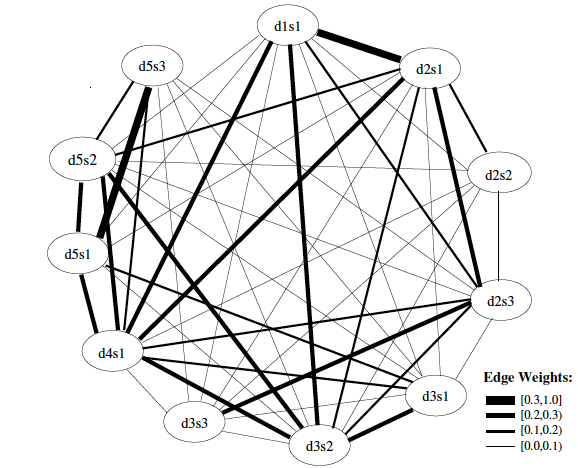 d1s1
d5s3
d2s1
d5s2
d2s2
d5s1
d2s3
d4s1
d3s1
d3s3
d3s2
Edge Weights:
[0.3,1.0]
[0.2,0.3)
[0.1,0.2)
[0.0,0.1)